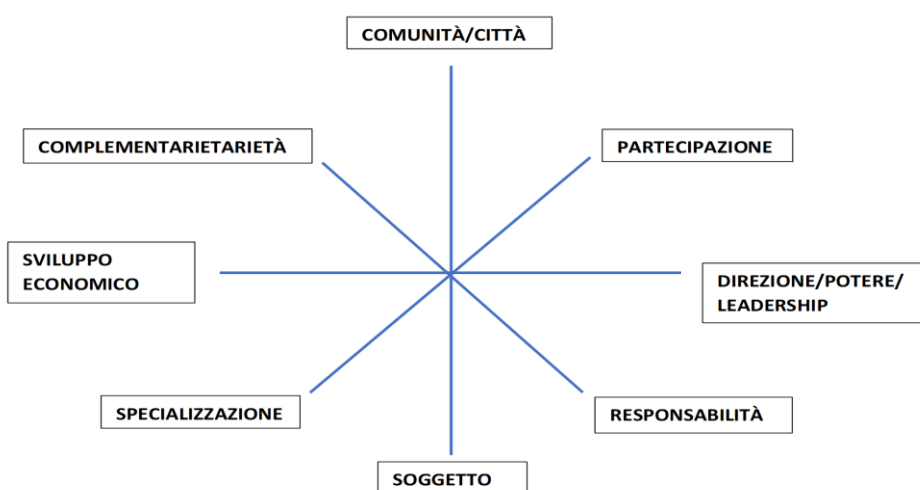 COMUNITÀ/CITTÀ
COMPLEMENTARIETARIETÀ
PARTECIPAZIONE
SVILUPPO
ECONOMICO
DIREZIONE/POTERE/
LEADERSHIP
SPECIALIZZAZIONE
RESPONSABILITÀ
SOGGETTO